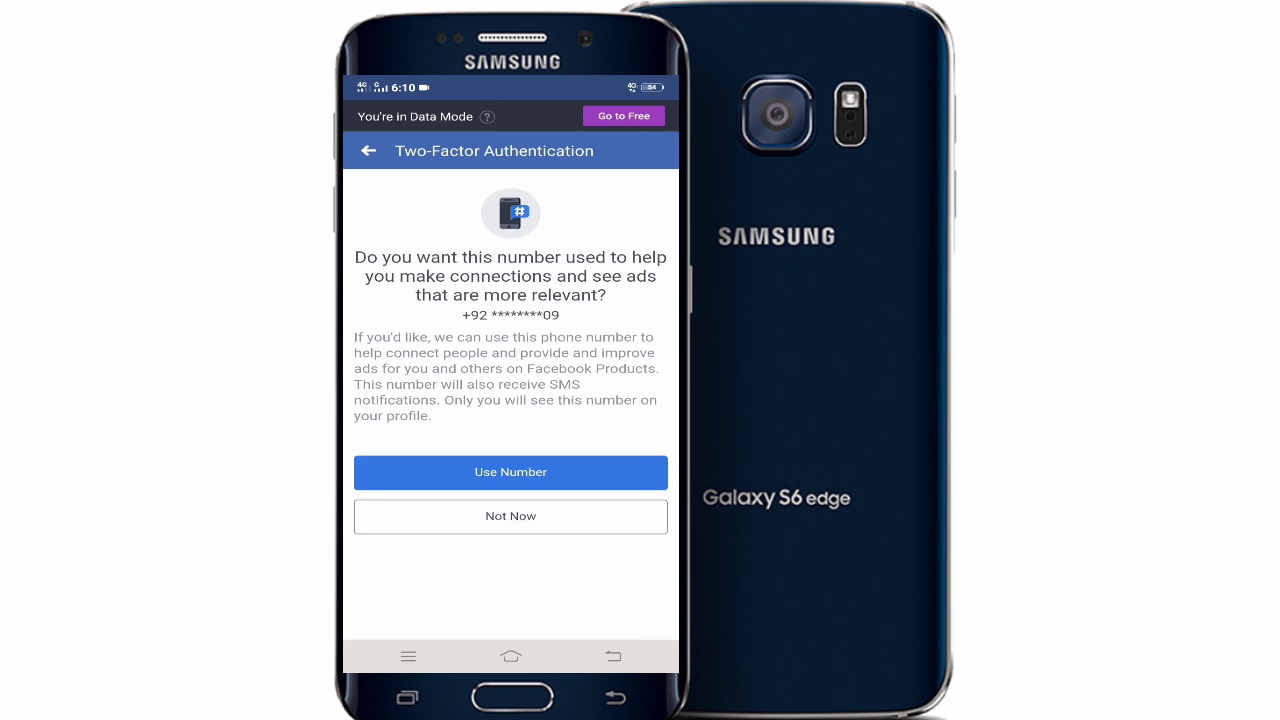 SAMSUNG
4G G 6:10 4G 54
You're in Data Mode ? Go to Free
Two-Factor Authentication
#
Do you want this number used to help
you make connections and see ads
that are more relevant?
+92 ********09
If you'd like, we can use this phone number to
help connect people and provide and improve
ads for you and others on Facebook Products.
This number will also receive SMS
notifications. Only you will see this number on
your profile.
Use Number
Not Now
SAMSUNG
Galaxy S6 edge